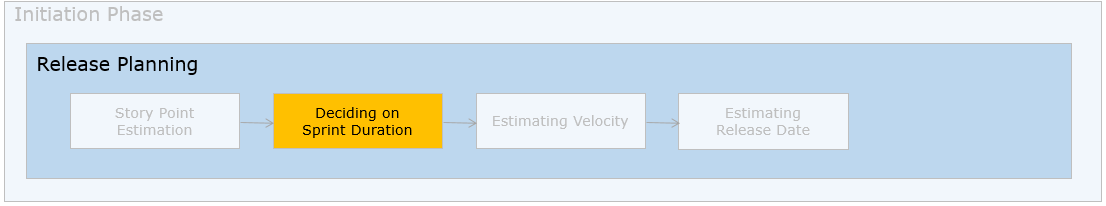 Initiation Phase
Release Planning
Story Point
Estimation
Deciding on
Sprint Duration
Estimating Velocity
Estimating
Release Date